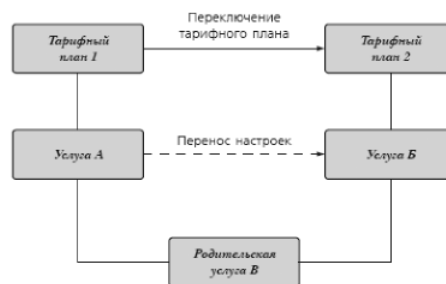 Переключение
тарифного плана
Тарифный
план 1
Тарифный
план 2
Перенос настроек
Услуга А
Услуга Б
Родительская
услуга В